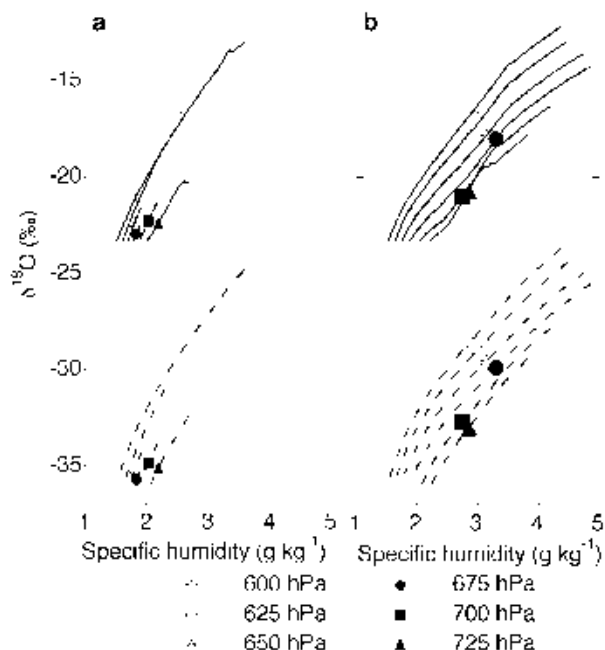 a b
-15
-20
-25
-30
-35
δ¹⁸O (‰)
1 2 3 4 5 1 2 3 4 5
Specific humidity (g kg⁻¹) Specific humidity (g kg⁻¹)
600 hPa 675 hPa
625 hPa 700 hPa
650 hPa 725 hPa